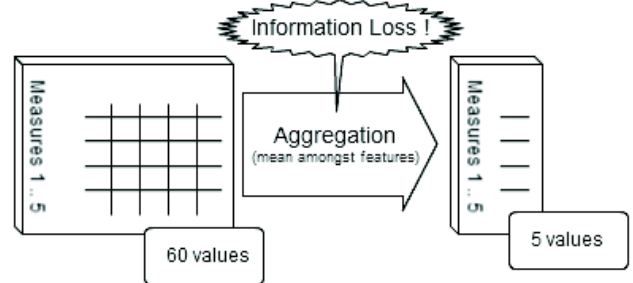 Information Loss !
Measures 1 .. 5
Aggregation
(mean amongst features)
Measures 1 .. 5
60 values
5 values